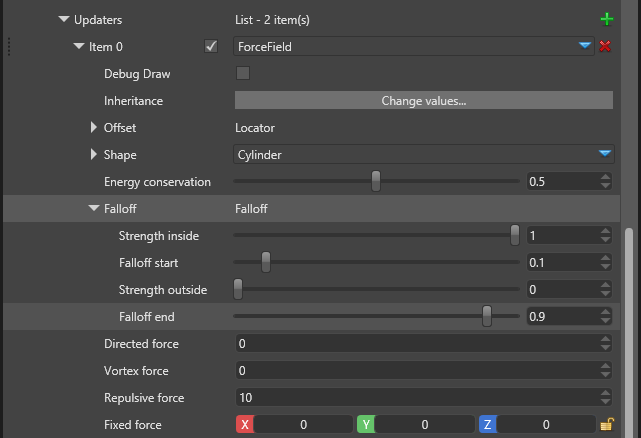 Updaters List - 2 item(s)
Item 0 ForceField
Debug Draw
Inheritance Change values...
Offset Locator
Shape Cylinder
Energy conservation 0.5
Falloff Falloff
Strength inside 1
Falloff start 0.1
Strength outside 0
Falloff end 0.9
Directed force 0
Vortex force 0
Repulsive force 10
Fixed force X 0 Y 0 Z 0